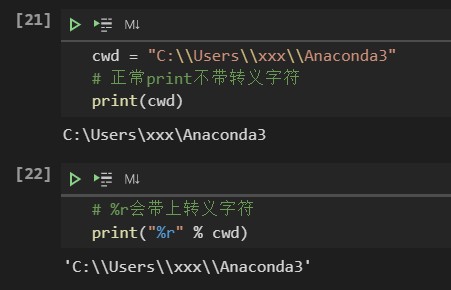 [21]
M↓
cwd = "C:\\Users\\xxx\\Anaconda3"
# 正常print不带转义字符
print(cwd)
C:\Users\xxx\Anaconda3
[22]
M↓
# %r会带上转义字符
print("%r" % cwd)
'C:\\Users\\xxx\\Anaconda3'